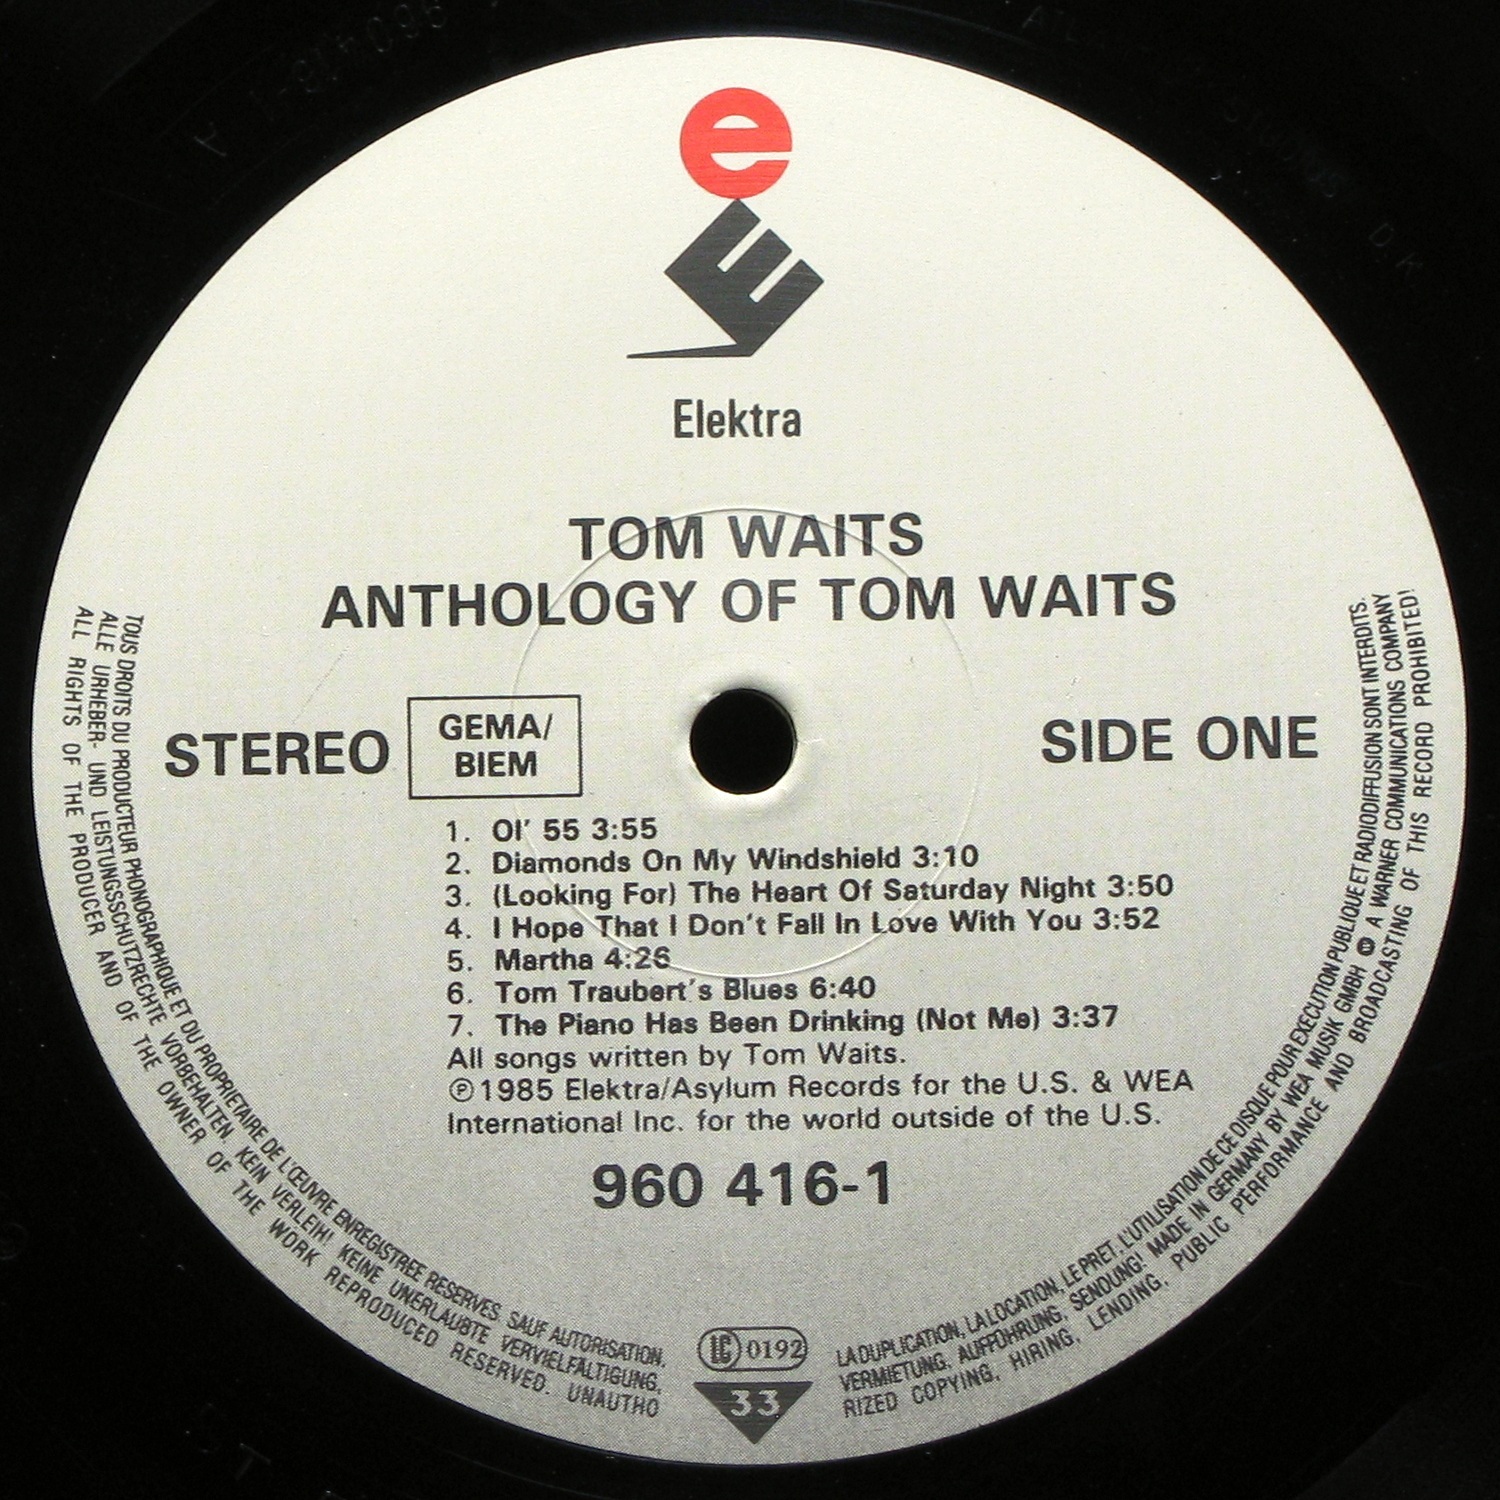 e
E
Elektra
TOM WAITS
ANTHOLOGY OF TOM WAITS
STEREO
GEMA/
BIEM
SIDE ONE
1. Ol' 55 3:55
2. Diamonds On My Windshield 3:10
3. (Looking For) The Heart Of Saturday Night 3:50
4. I Hope That I Don't Fall In Love With You 3:52
5. Martha 4:26
6. Tom Traubert's Blues 6:40
7. The Piano Has Been Drinking (Not Me) 3:37
All songs written by Tom Waits.
℗1985 Elektra/Asylum Records for the U.S. & WEA
International Inc. for the world outside of the U.S.
960 416-1
TOUS DROITS DU PRODUCTEUR PHONOGRAPHIQUE ET DU PROPRIETAIRE DE L'ŒUVRE ENREGISTREE RESERVES. SAUF AUTORISATION, LA DUPLICATION, LA LOCATION, LE PRET, L'UTILISATION DE CE DISQUE POUR EXECUTION PUBLIQUE ET RADIODIFFUSION SONT INTERDITS.
ALLE URHEBER- UND LEISTUNGSSCHUTZRECHTE VORBEHALTEN. KEIN VERLEIH! KEINE UNERLAUBTE VERVIELFÄLTIGUNG, VERMIETUNG, AUFFÜHRUNG, SENDUNG! MADE IN GERMANY BY WEA MUSIK GMBH A WARNER COMMUNICATIONS COMPANY
ALL RIGHTS OF THE PRODUCER AND OF THE OWNER OF THE WORK REPRODUCED RESERVED. UNAUTHORIZED COPYING, HIRING, LENDING, PUBLIC PERFORMANCE AND BROADCASTING OF THIS RECORD PROHIBITED!
LC 0192
33